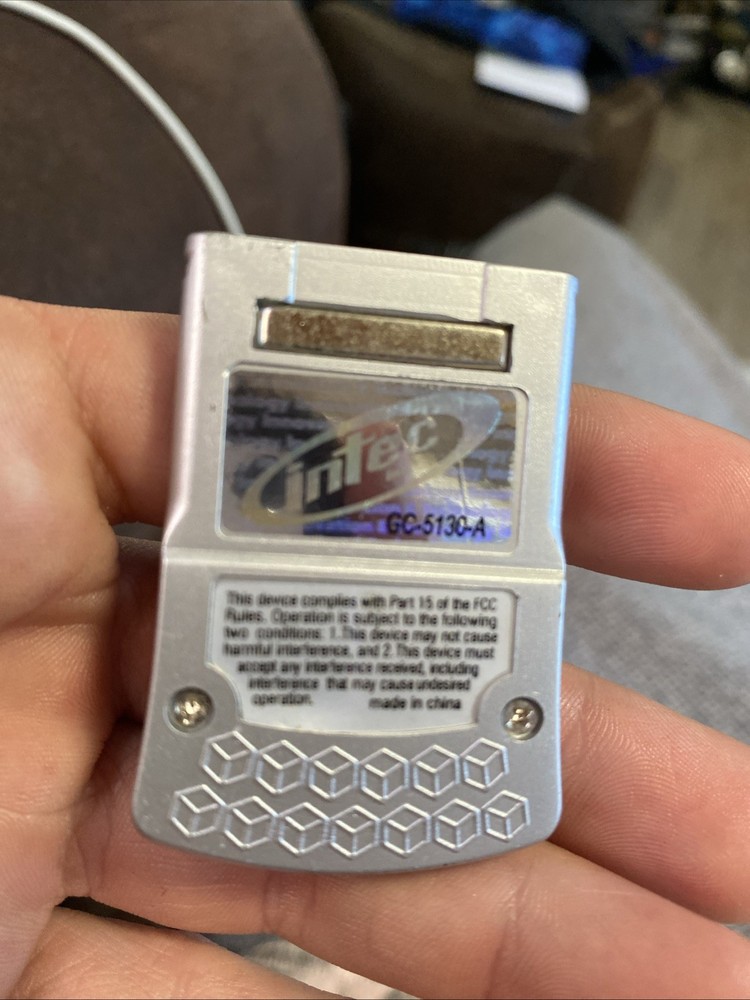 intec
GC-5130-A
This device complies with Part 15 of the FCC
Rules. Operation is subject to the following
two conditions: 1.This device may not cause
harmful interference, and 2.This device must
accept any interference received, including
interference that may cause undesired
operation. made in china